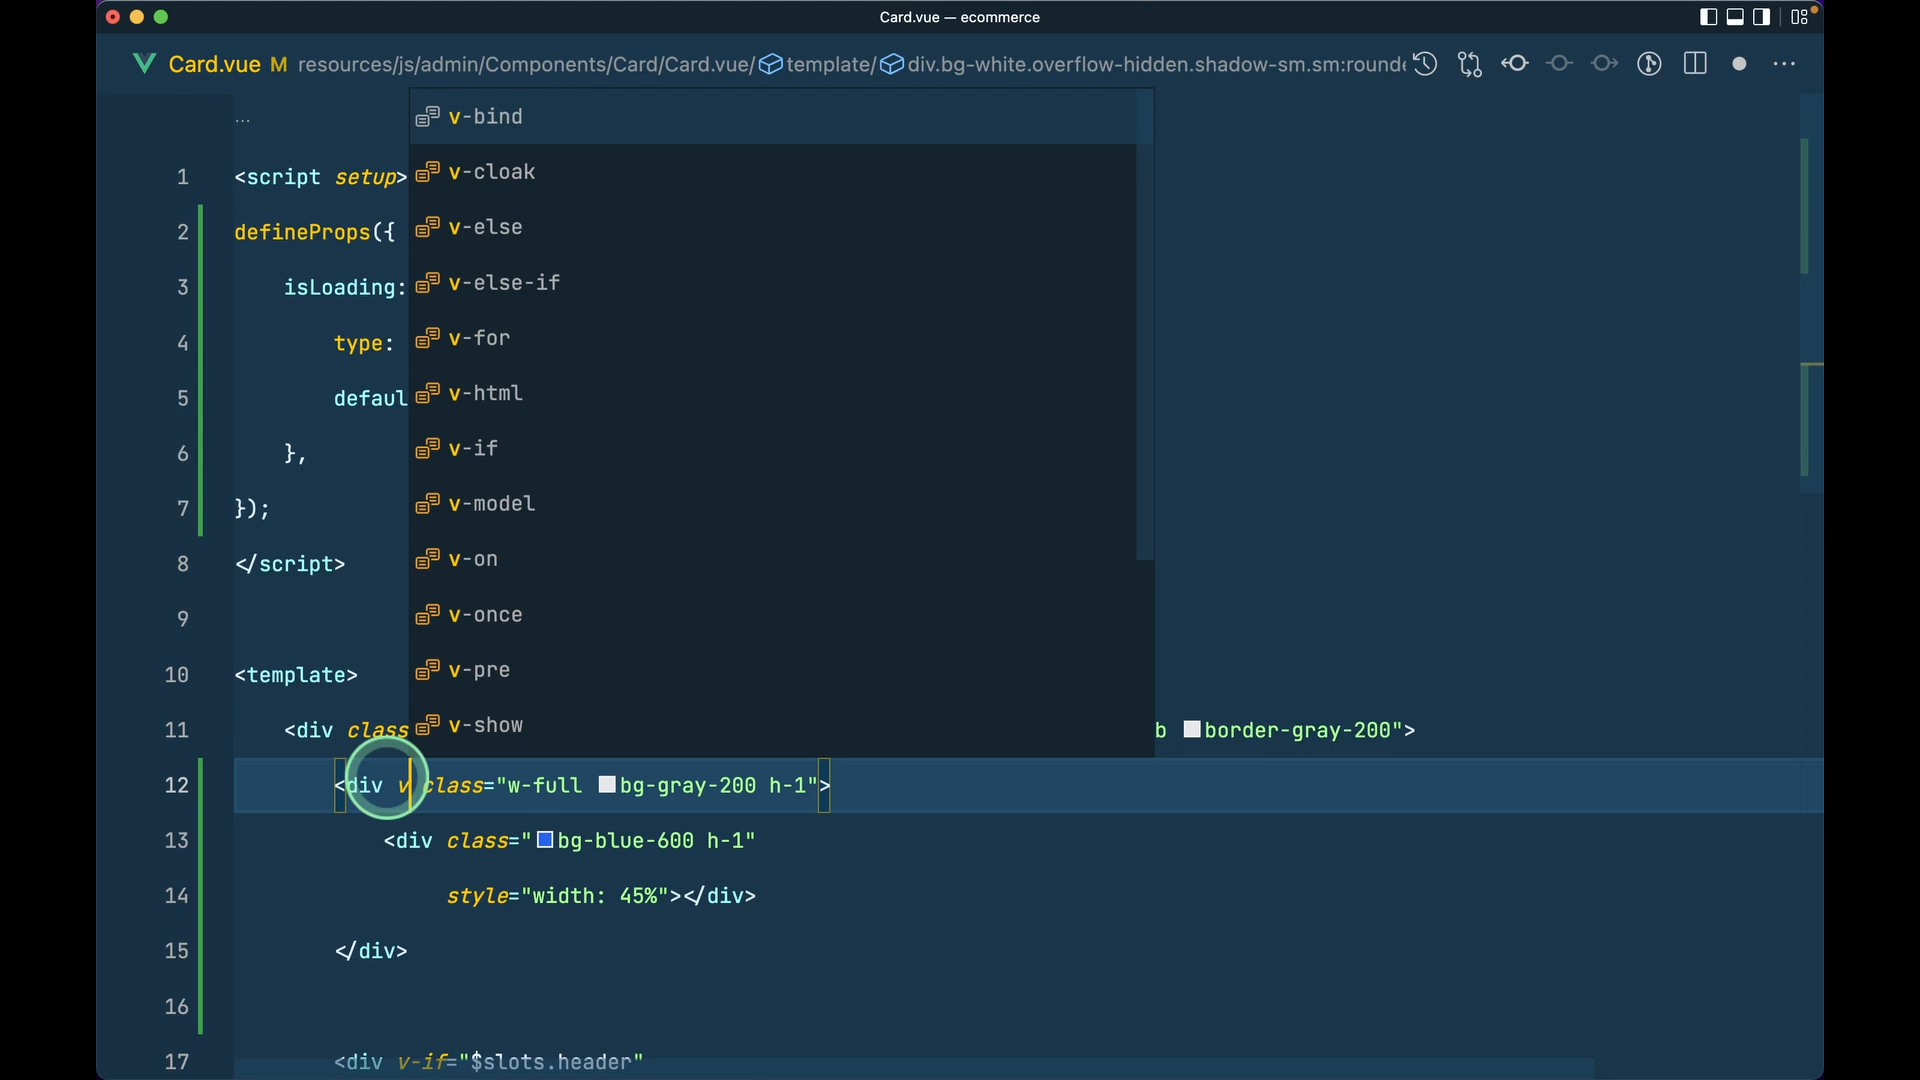 Card.vue — ecommerce
Card.vue M resources/js/admin/Components/Card/Card.vue/ template/ div.bg-white.overflow-hidden.shadow-sm.sm:rounde
...
v-bind
v-cloak
v-else
v-else-if
v-for
v-html
v-if
v-model
v-on
v-once
v-pre
v-show
1 <script setup>
2 defineProps({
3 isLoading:
4 type:
5 defaul
6 },
7 });
8 </script>
9
10 <template>
11 <div class b border-gray-200">
12 <div v class="w-full bg-gray-200 h-1">
13 <div class="bg-blue-600 h-1"
14 style="width: 45%"></div>
15 </div>
16
17 <div v-if="$slots.header"